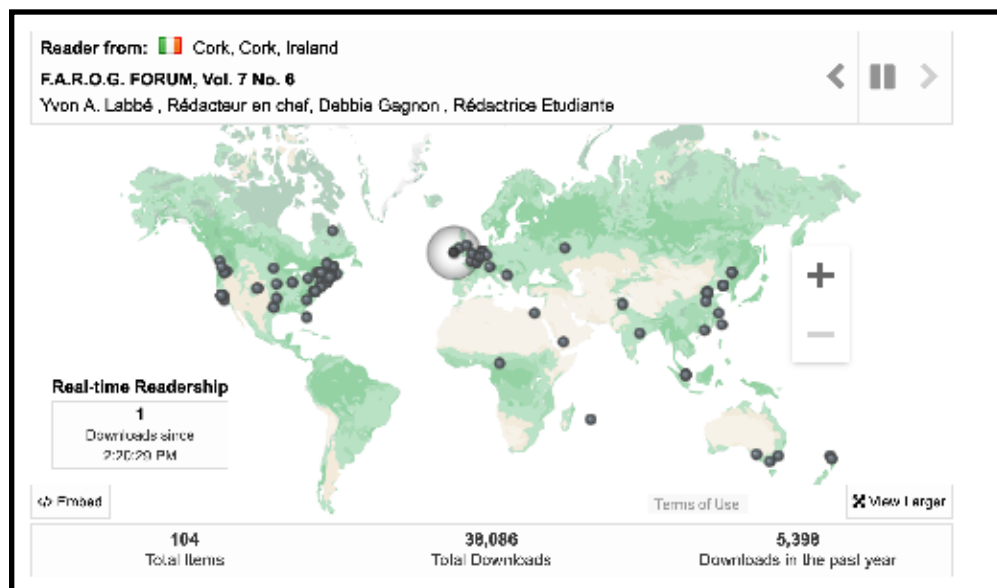 Reader from: Cork, Cork, Ireland
F.A.R.O.G. FORUM, Vol. 7 No. 6
Yvon A. Labbé , Rédacteur en chef, Debbie Gagnon , Rédactrice Etudiante
Real-time Readership
1
Downloads since
2:20:29 PM
</> Embed
Terms of Use
View Larger
104
Total Items
38,086
Total Downloads
5,398
Downloads in the past year